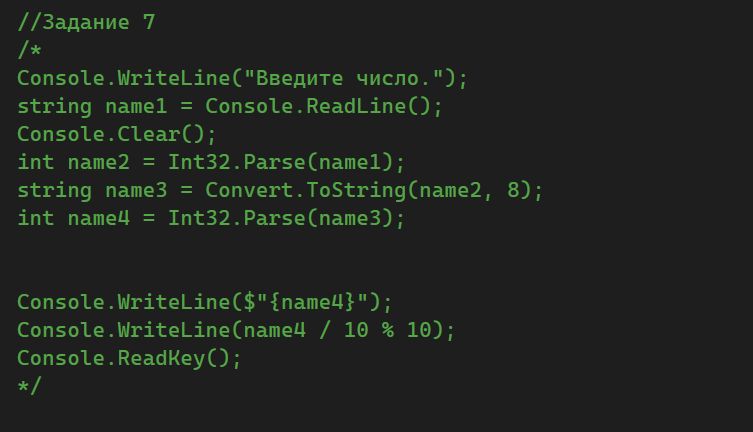 //Задание 7
/*
Console.WriteLine("Введите число.");
string name1 = Console.ReadLine();
Console.Clear();
int name2 = Int32.Parse(name1);
string name3 = Convert.ToString(name2, 8);
int name4 = Int32.Parse(name3);
Console.WriteLine($"{name4}");
Console.WriteLine(name4 / 10 % 10);
Console.ReadKey();
*/